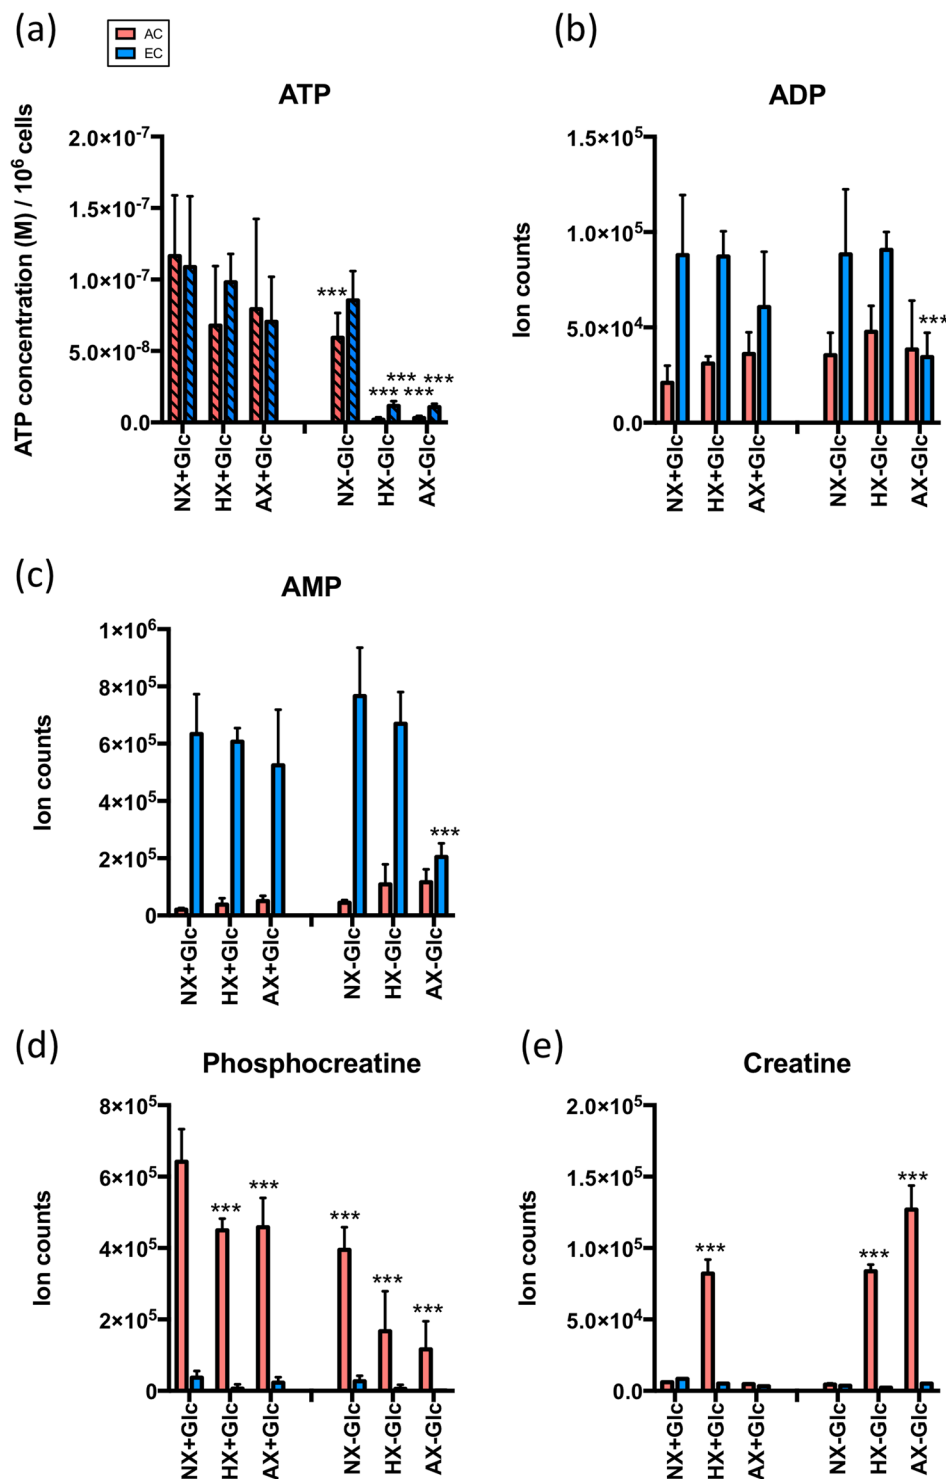 (a)
AC
EC
(b)
ATP
ATP concentration (M) / 10⁶ cells
2.0×10⁻⁷
1.5×10⁻⁷
1.0×10⁻⁷
5.0×10⁻⁸
0.0
***
***
***
***
***
NX+Glc
HX+Glc
AX+Glc
NX-Glc
HX-Glc
AX-Glc
ADP
Ion counts
1.5×10⁵
1.0×10⁵
5.0×10⁴
0.0
***
NX+Glc
HX+Glc
AX+Glc
NX-Glc
HX-Glc
AX-Glc
(c)
AMP
Ion counts
1×10⁶
8×10⁵
6×10⁵
4×10⁵
2×10⁵
0
***
NX+Glc
HX+Glc
AX+Glc
NX-Glc
HX-Glc
AX-Glc
(d)
Phosphocreatine
Ion counts
8×10⁵
6×10⁵
4×10⁵
2×10⁵
0
***
***
***
***
***
NX+Glc
HX+Glc
AX+Glc
NX-Glc
HX-Glc
AX-Glc
(e)
Creatine
Ion counts
2.0×10⁵
1.5×10⁵
1.0×10⁵
5.0×10⁴
0.0
***
***
***
NX+Glc
HX+Glc
AX+Glc
NX-Glc
HX-Glc
AX-Glc